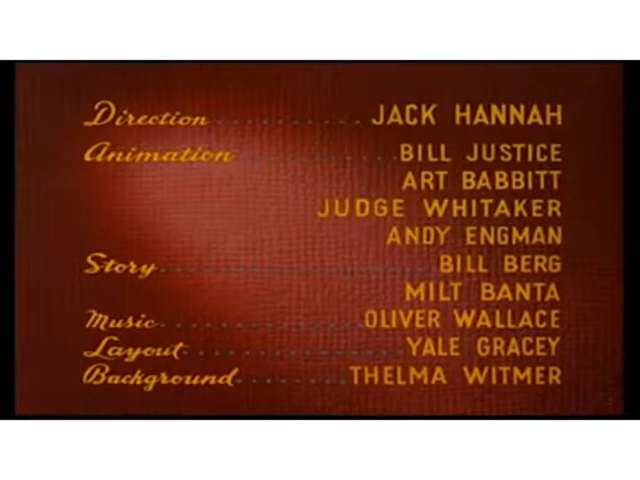 Direction..........JACK HANNAH
Animation..........BILL JUSTICE
ART BABBITT
JUDGE WHITAKER
ANDY ENGMAN
Story..........BILL BERG
MILT BANTA
Music..........OLIVER WALLACE
Layout..........YALE GRACEY
Background..........THELMA WITMER